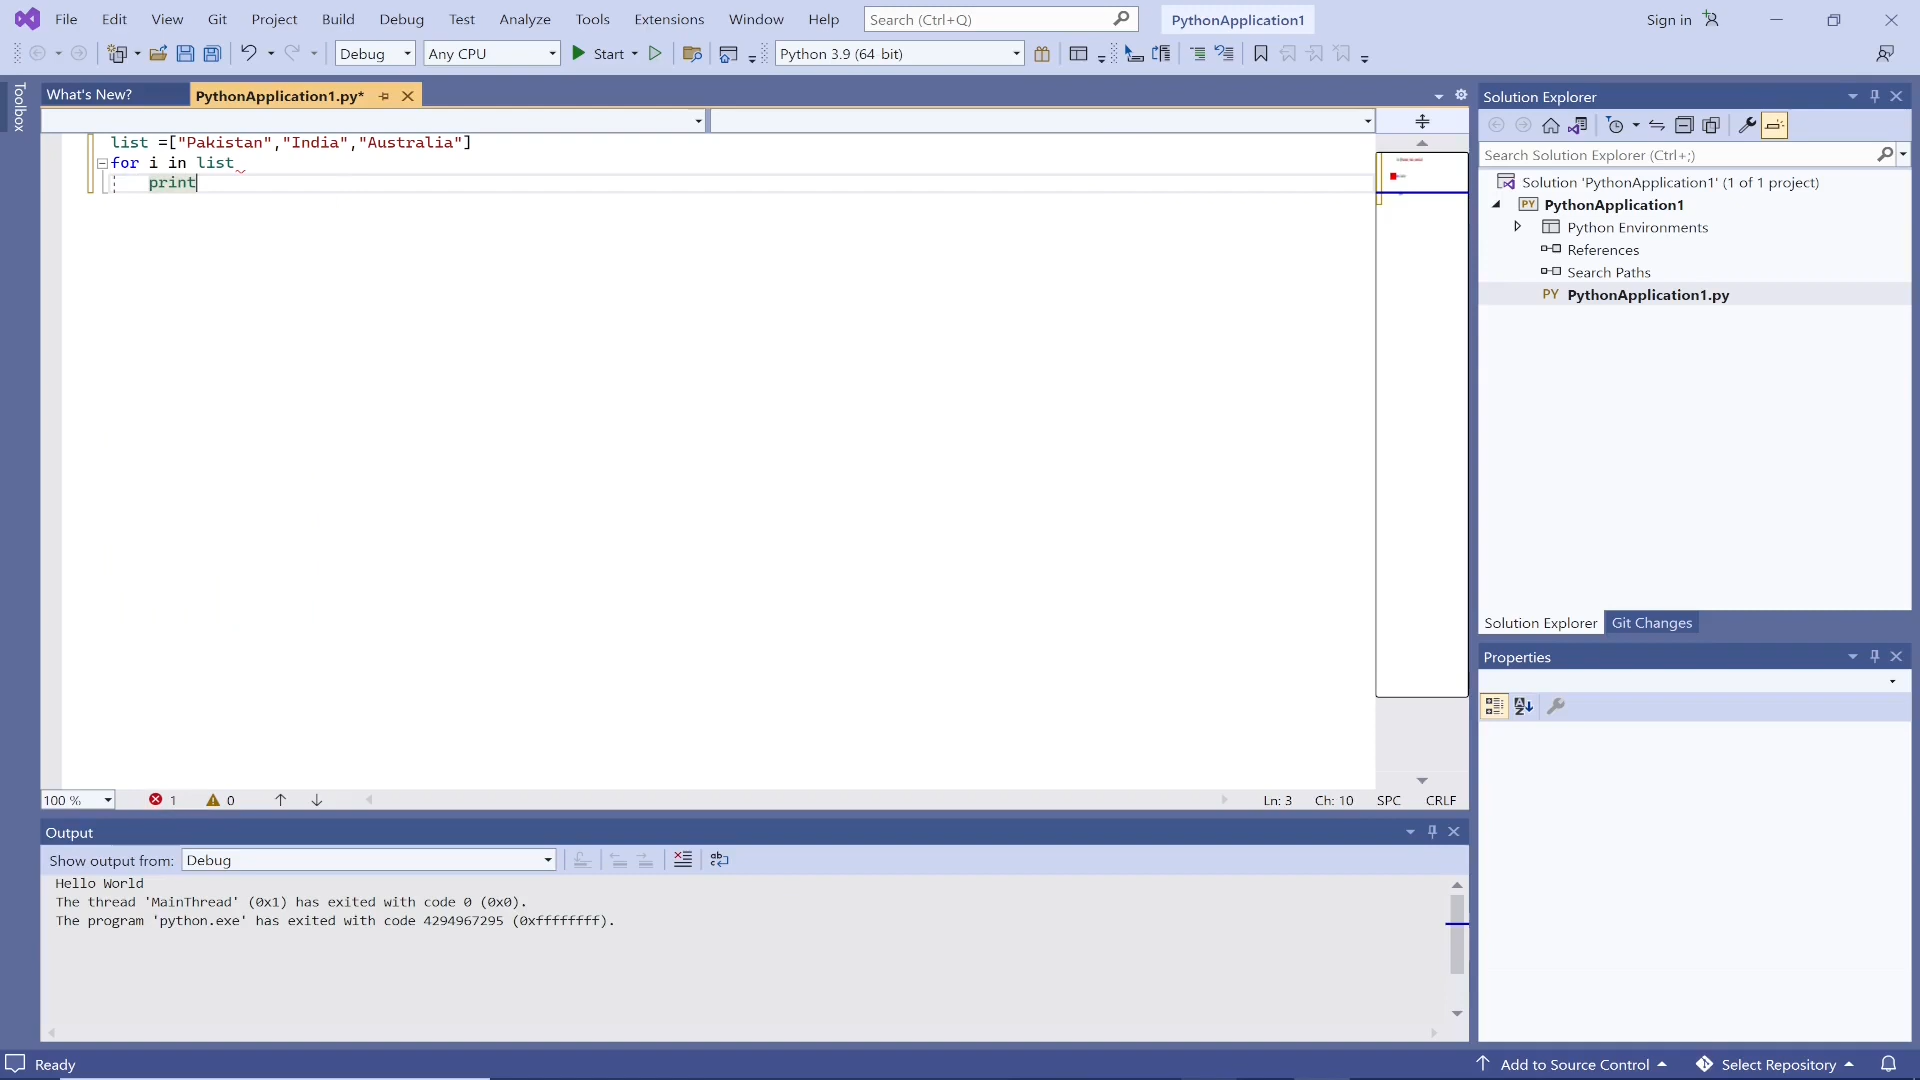 File Edit View Git Project Build Debug Test Analyze Tools Extensions Window Help Search (Ctrl+Q) PythonApplication1 Sign in
Debug Any CPU Start Python 3.9 (64 bit)
Toolbox
What's New? PythonApplication1.py*
list =["Pakistan","India","Australia"]
for i in list
print
100 % 1 0 Ln: 3 Ch: 10 SPC CRLF
Output
Show output from: Debug
Hello World
The thread 'MainThread' (0x1) has exited with code 0 (0x0).
The program 'python.exe' has exited with code 4294967295 (0xffffffff).
Solution Explorer
Search Solution Explorer (Ctrl+;)
Solution 'PythonApplication1' (1 of 1 project)
PY PythonApplication1
Python Environments
References
Search Paths
PY PythonApplication1.py
Solution Explorer Git Changes
Properties
Ready Add to Source Control Select Repository